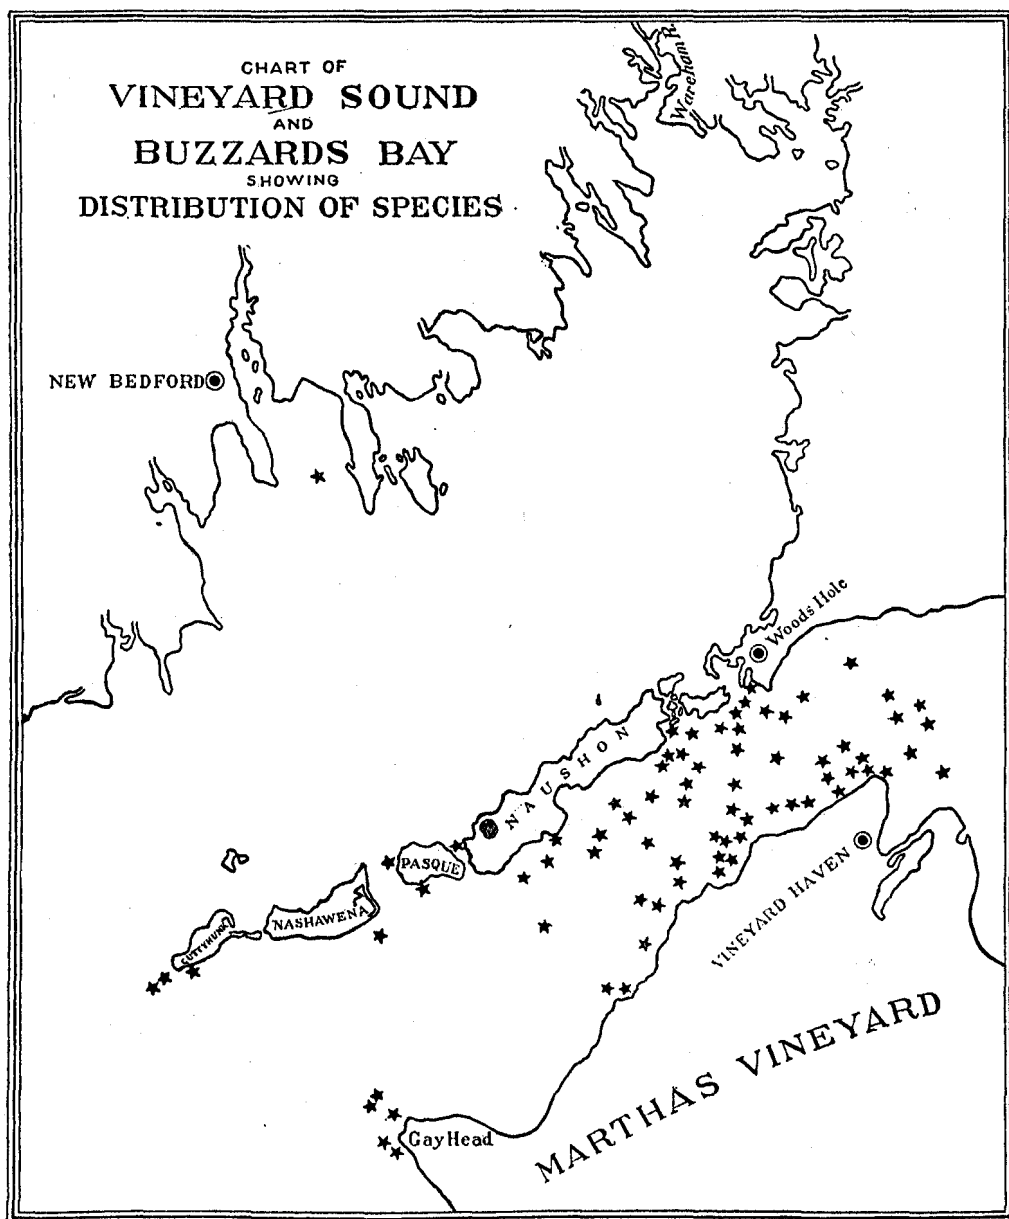 CHART OF
VINEYARD SOUND
AND
BUZZARDS BAY
SHOWING
DISTRIBUTION OF SPECIES
Wareham R.
NEW BEDFORD
Woods Hole
NAUSHON
PASQUE
NASHAWENA
CUTTYHUNK
VINEYARD HAVEN
MARTHAS VINEYARD
Gay Head